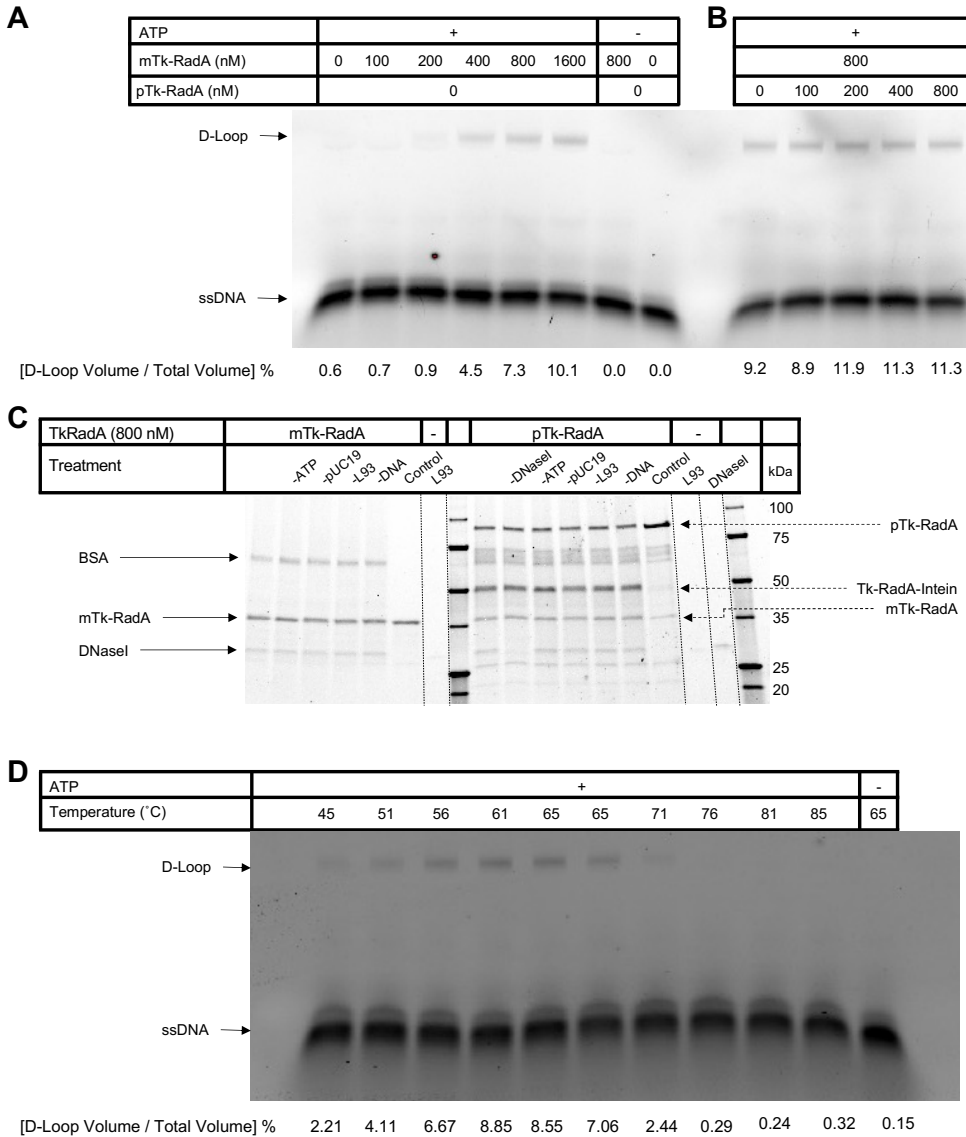 A
ATP + -
mTk-RadA (nM) 0 100 200 400 800 1600 800 0
pTk-RadA (nM) 0 0
D-Loop
ssDNA
[D-Loop Volume / Total Volume] % 0.6 0.7 0.9 4.5 7.3 10.1 0.0 0.0
B
+
800
0 100 200 400 800
9.2 8.9 11.9 11.3 11.3
C
TkRadA (800 nM) mTk-RadA - pTk-RadA -
Treatment -ATP -pUC19 -L93 -DNA Control L93 -DNaseI -ATP -pUC19 -L93 -DNA Control L93 DNaseI kDa
BSA
mTk-RadA
DNaseI
100
75
50
35
25
20
pTk-RadA
Tk-RadA-Intein
mTk-RadA
D
ATP + -
Temperature (˚C) 45 51 56 61 65 65 71 76 81 85 65
D-Loop
ssDNA
[D-Loop Volume / Total Volume] % 2.21 4.11 6.67 8.85 8.55 7.06 2.44 0.29 0.24 0.32 0.15